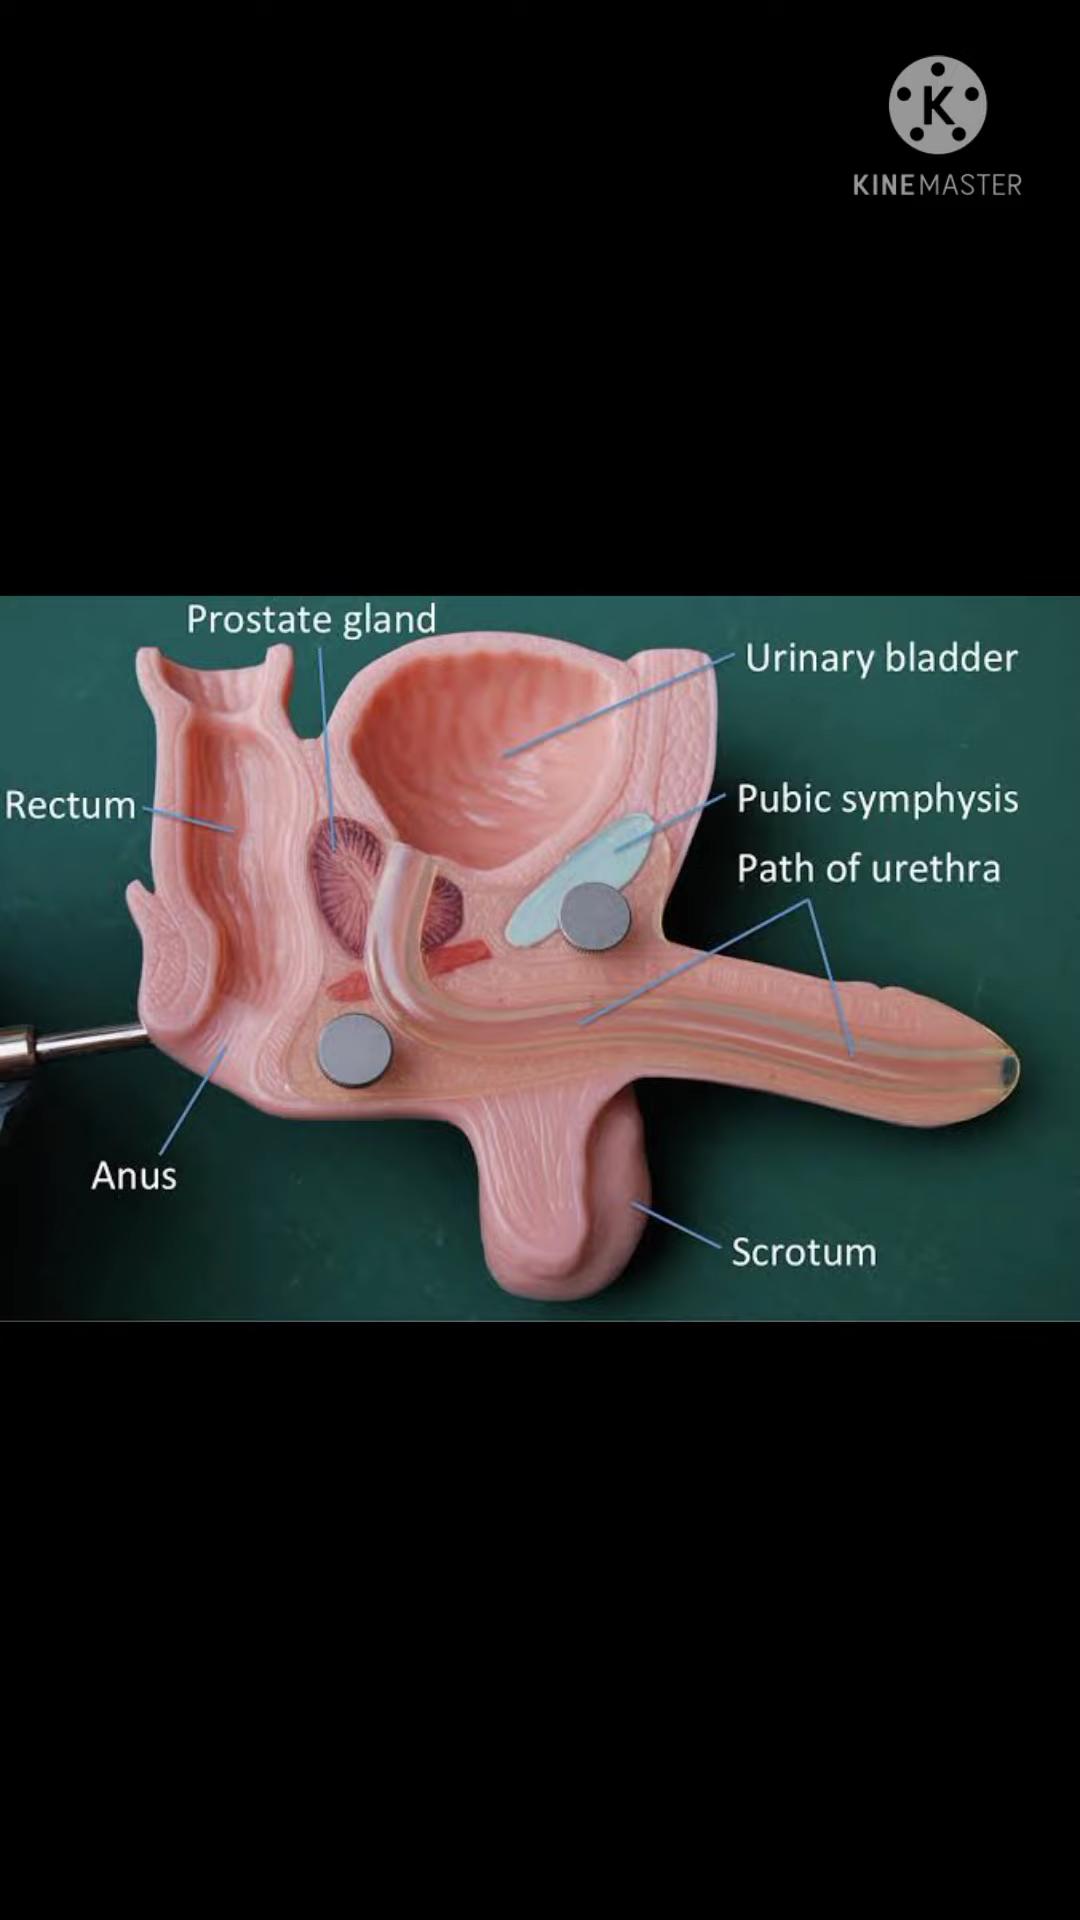 K
KINEMASTER
Prostate gland
Urinary bladder
Rectum
Pubic symphysis
Path of urethra
Anus
Scrotum